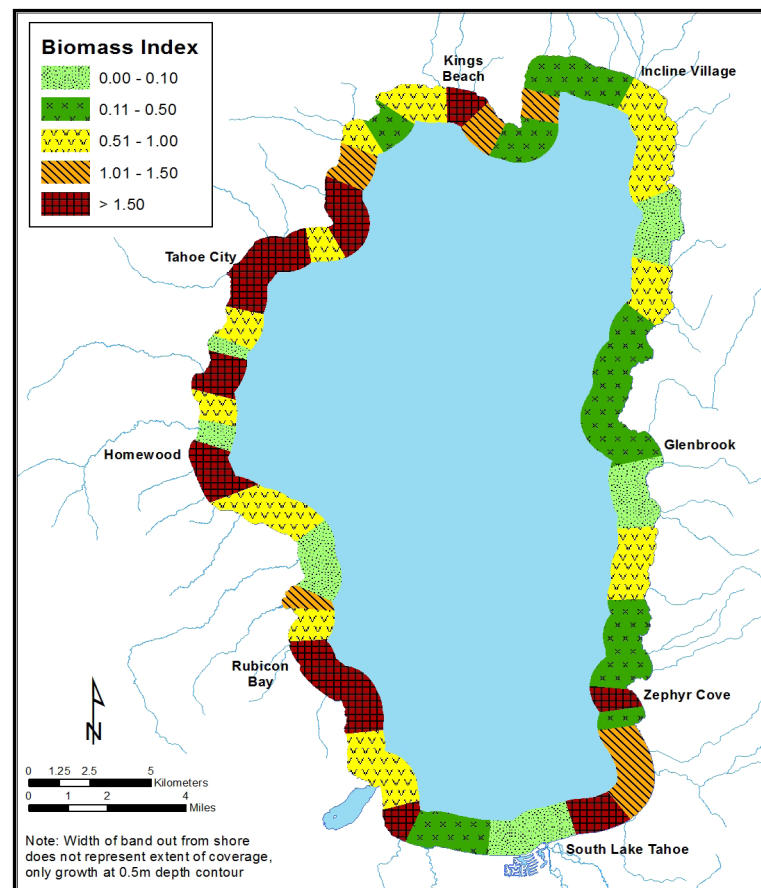 Biomass Index
0.00 - 0.10
0.11 - 0.50
0.51 - 1.00
1.01 - 1.50
> 1.50
Kings
Beach
Incline Village
Tahoe City
Glenbrook
Homewood
Rubicon
Bay
Zephyr Cove
N
0 1.25 2.5 5
Kilometers
0 1 2 4
Miles
Note: Width of band out from shore
does not represent extent of coverage,
only growth at 0.5m depth contour
South Lake Tahoe